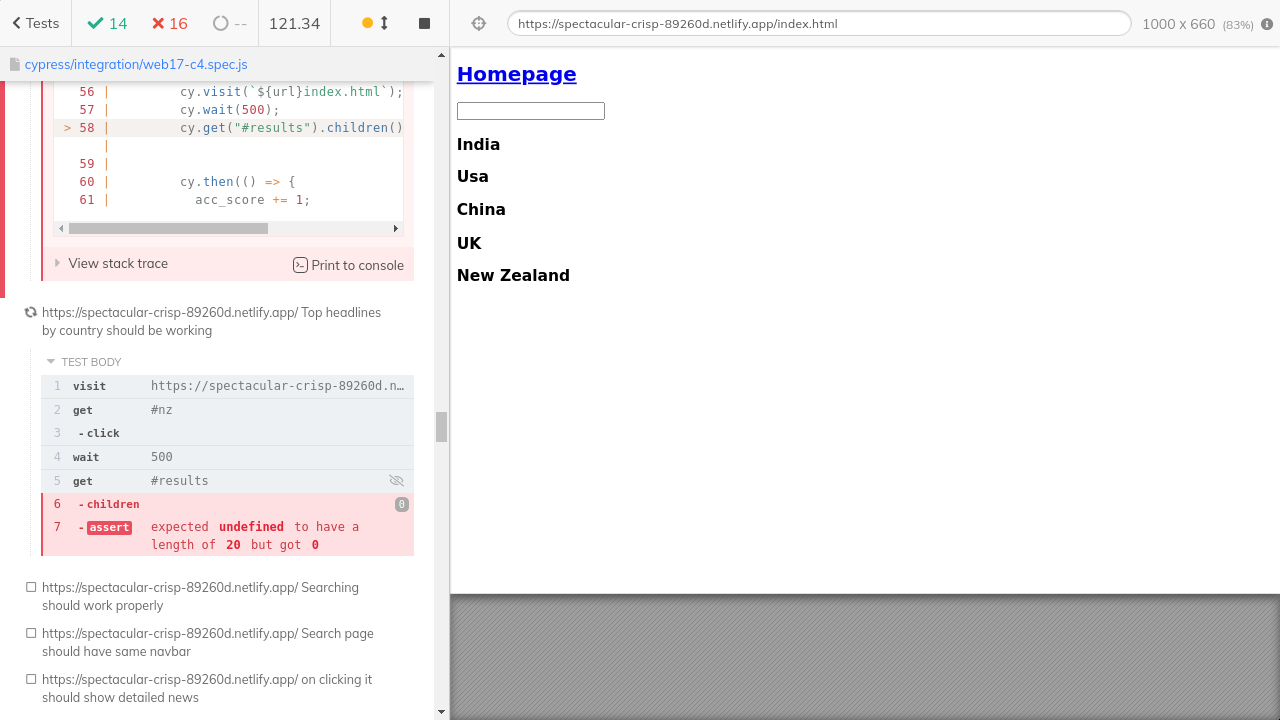 Tests
14
16
--
121.34
https://spectacular-crisp-89260d.netlify.app/index.html
1000 x 660 (83%)
cypress/integration/web17-c4.spec.js
56 | cy.visit(`${url}index.html`);
57 | cy.wait(500);
> 58 | cy.get("#results").children()
|
59 |
60 | cy.then(() => {
61 | acc_score += 1;
View stack trace
Print to console
https://spectacular-crisp-89260d.netlify.app/ Top headlines
by country should be working
TEST BODY
1 visit https://spectacular-crisp-89260d.n…
2 get #nz
3 -click
4 wait 500
5 get #results
6 -children 0
7 -assert expected undefined to have a
length of 20 but got 0
https://spectacular-crisp-89260d.netlify.app/ Searching
should work properly
https://spectacular-crisp-89260d.netlify.app/ Search page
should have same navbar
https://spectacular-crisp-89260d.netlify.app/ on clicking it
should show detailed news
Homepage
India
Usa
China
UK
New Zealand